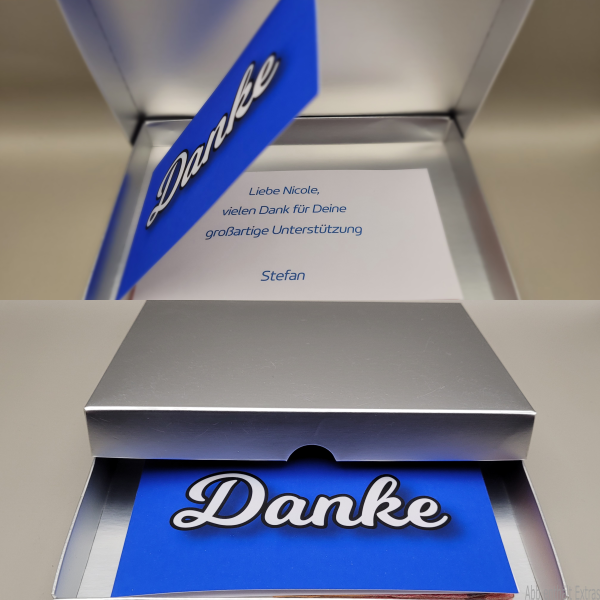 Danke
Liebe Nicole,
vielen Dank für Deine
großartige Unterstützung
Stefan
Danke